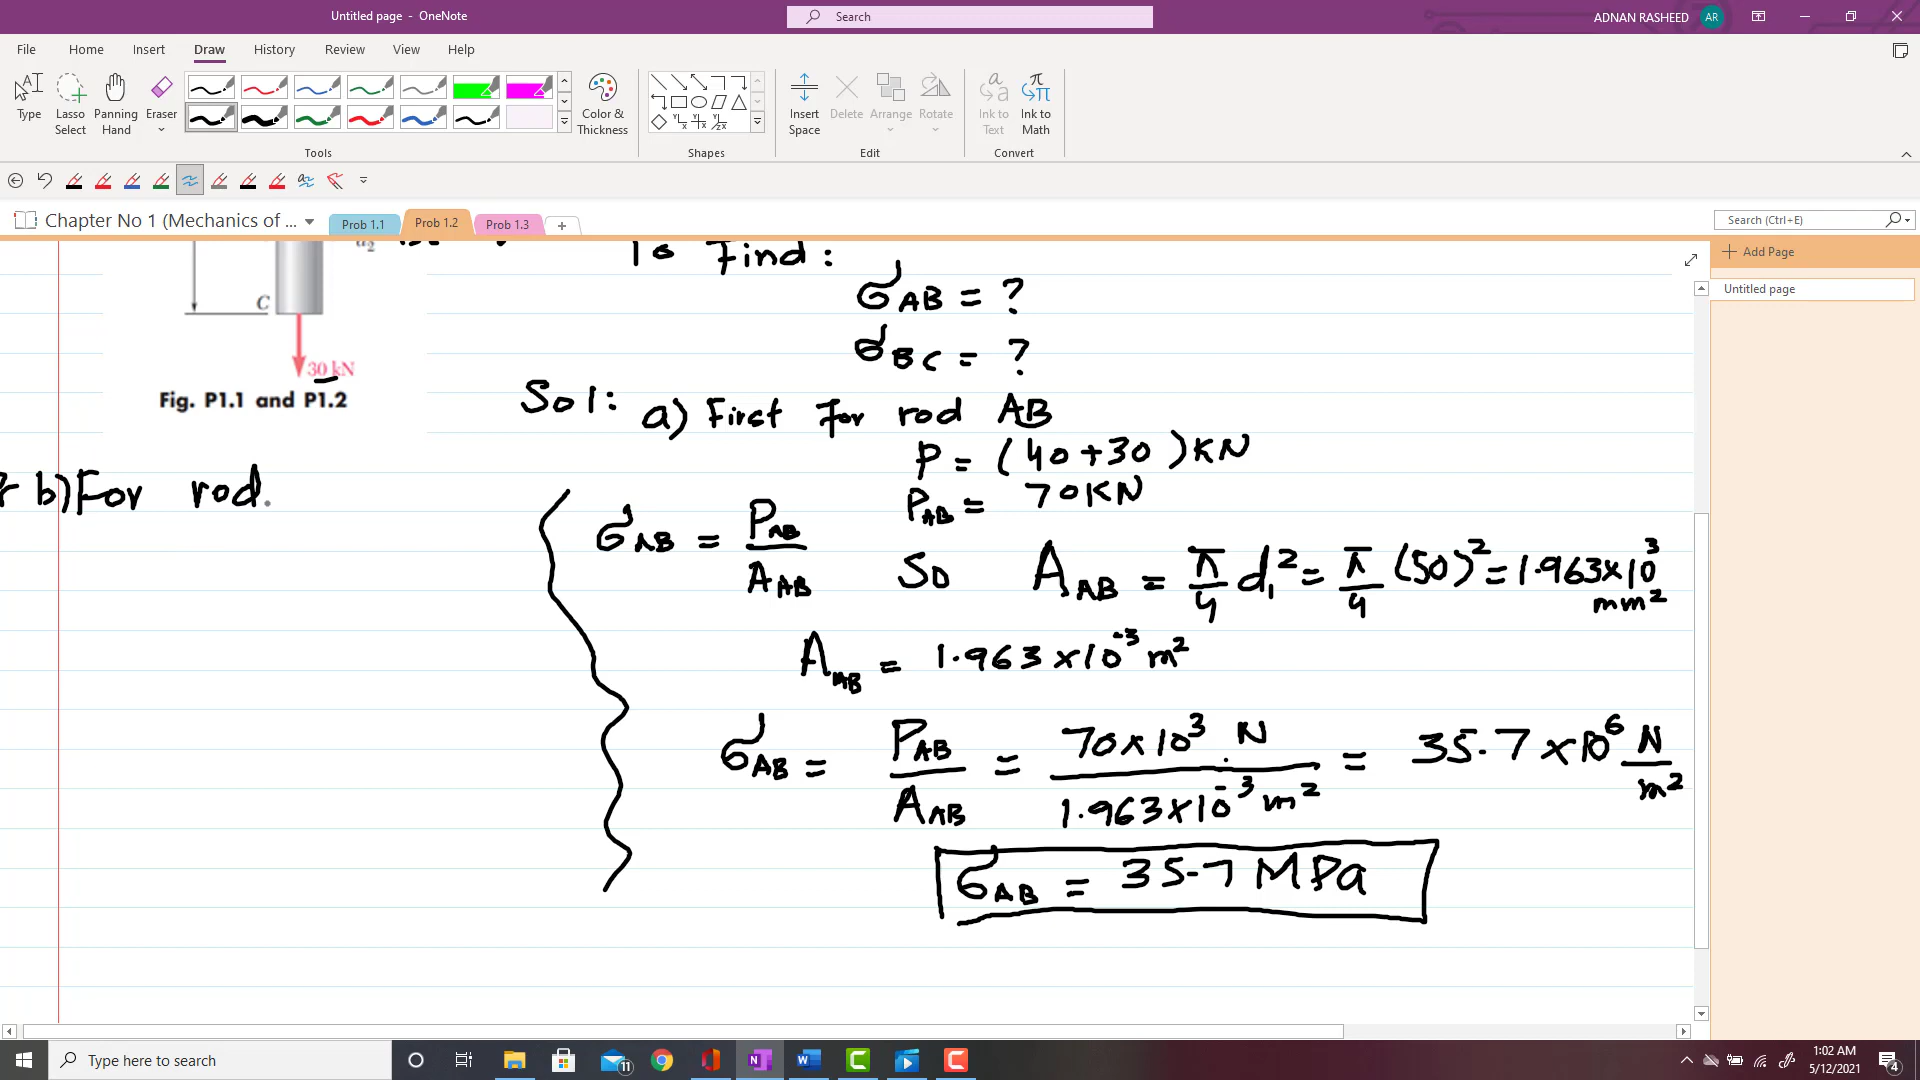 Untitled page - OneNote
Search
ADNAN RASHEED
AR
File Home Insert Draw History Review View Help
Type
Lasso Select
Panning Hand
Eraser
Color & Thickness
Insert Space
Delete
Arrange
Rotate
Ink to Text
Ink to Math
Tools
Shapes
Edit
Convert
Chapter No 1 (Mechanics of ...
Prob 1.1
Prob 1.2
Prob 1.3
Search (Ctrl+E)
Add Page
Untitled page
To Find:
σAB = ?
σBC = ?
C
30 kN
Fig. P1.1 and P1.2
Sol: a) First For rod AB
P = (40+30)KN
PAB = 70KN
b)For rod
σAB = PAB / AAB
So AAB = π/4 d₁² = π/4 (50)² = 1.963×10³ mm²
AAB = 1.963×10⁻³ m²
σAB = PAB / AAB = 70×10³ N / 1.963×10⁻³ m² = 35.7×10⁶ N / m²
σAB = 35.7 MPa
Type here to search
11
1:02 AM
5/12/2021
4